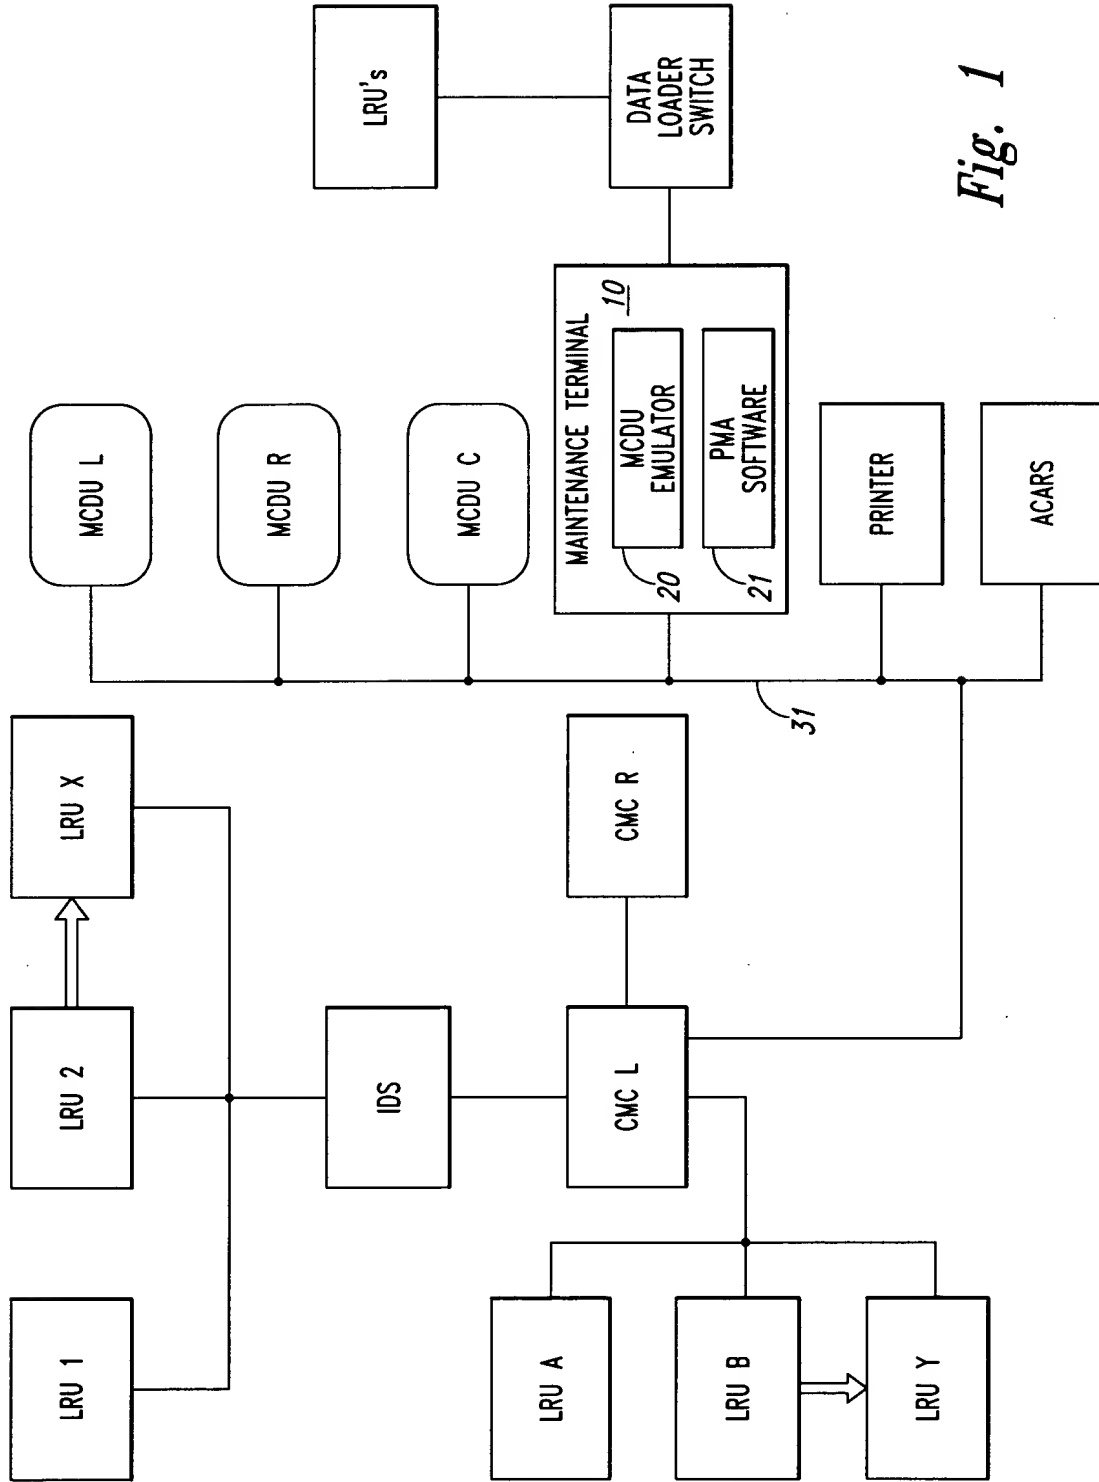 LRU 1
LRU 2
LRU X
IDS
LRU A
LRU B
LRU Y
CMC L
CMC R
MCDU L
MCDU R
MCDU C
MAINTENANCE TERMINAL
10
MCDU
EMULATOR
20
PMA
SOFTWARE
21
PRINTER
ACARS
31
LRU's
DATA
LOADER
SWITCH
Fig. 1